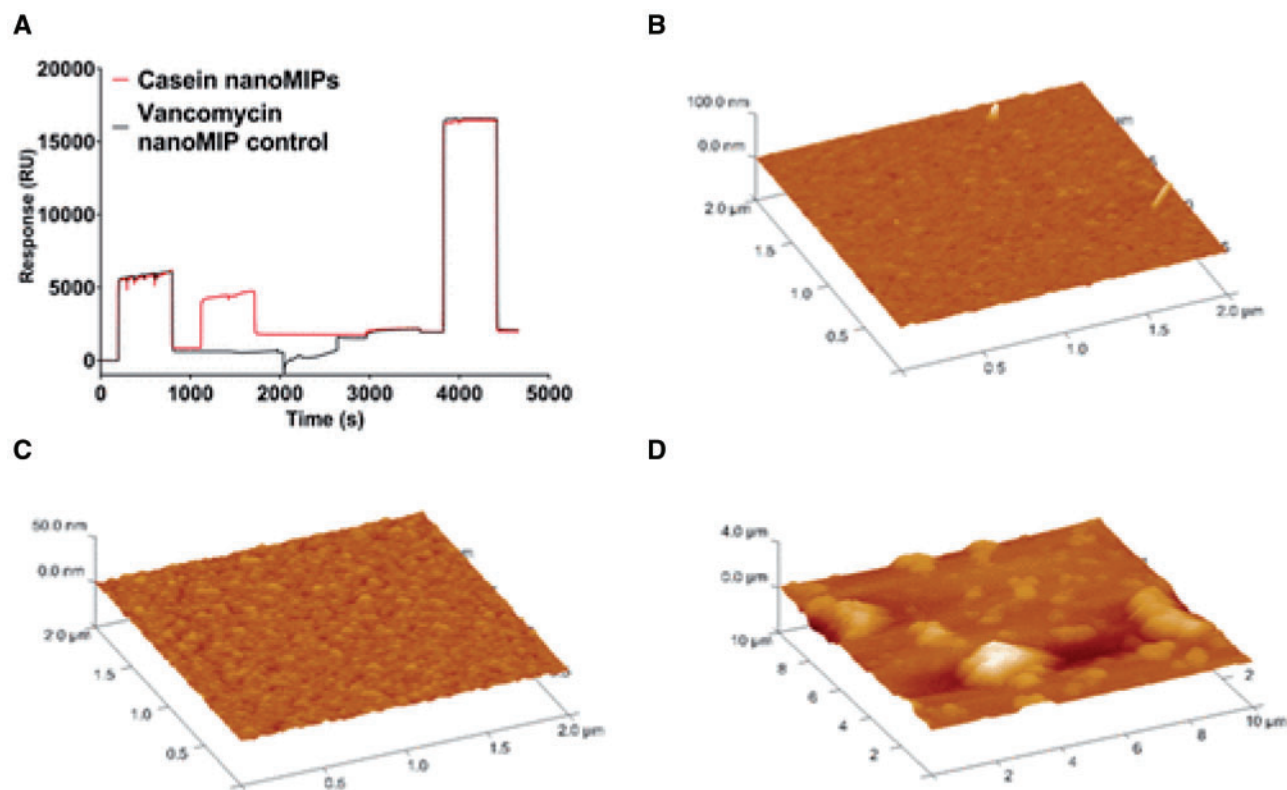 A
20000
15000
10000
5000
0
Response (RU)
Casein nanoMIPs
Vancomycin
nanoMIP control
0 1000 2000 3000 4000 5000
Time (s)
B
100.0 nm
0.0 nm
2.0 µm
1.5
1.0
0.5
0.5
1.0
1.5
2.0 µm
C
50.0 nm
0.0 nm
2.0 µm
1.5
1.0
0.5
0.5
1.0
1.5
2.0 µm
D
4.0 µm
0.0 µm
10 µm
8
6
4
2
2
4
6
8
10 µm
2